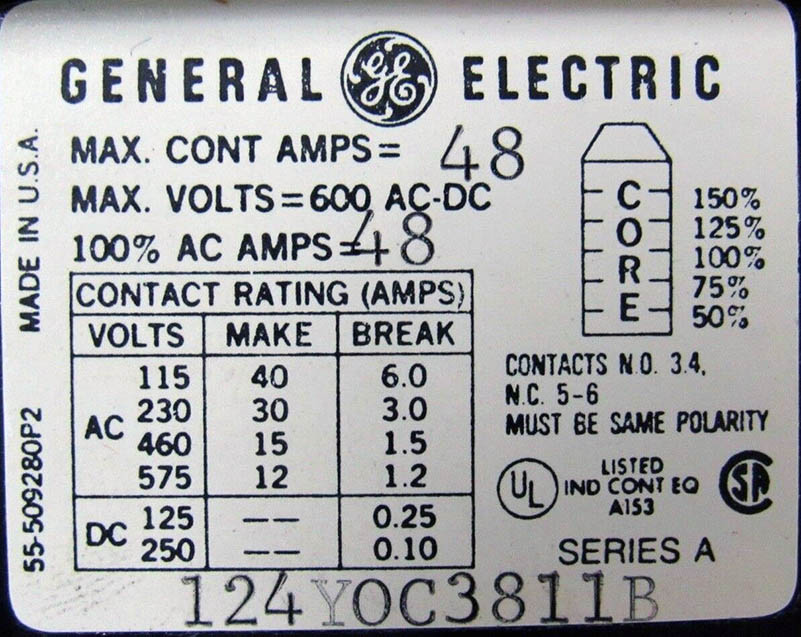 GENERAL GE ELECTRIC
MAX. CONT AMPS= 48
MAX. VOLTS=600 AC-DC
100% AC AMPS=48
CONTACT RATING (AMPS)
VOLTS MAKE BREAK
AC
115 40 6.0
230 30 3.0
460 15 1.5
575 12 1.2
DC
125 -- 0.25
250 -- 0.10
CORE
150%
125%
100%
75%
50%
CONTACTS N.O. 3.4,
N.C. 5-6
MUST BE SAME POLARITY
UL
LISTED
IND CONT EQ
A153
SA
SERIES A
124YOC3811B
MADE IN U.S.A.
55-509280P2